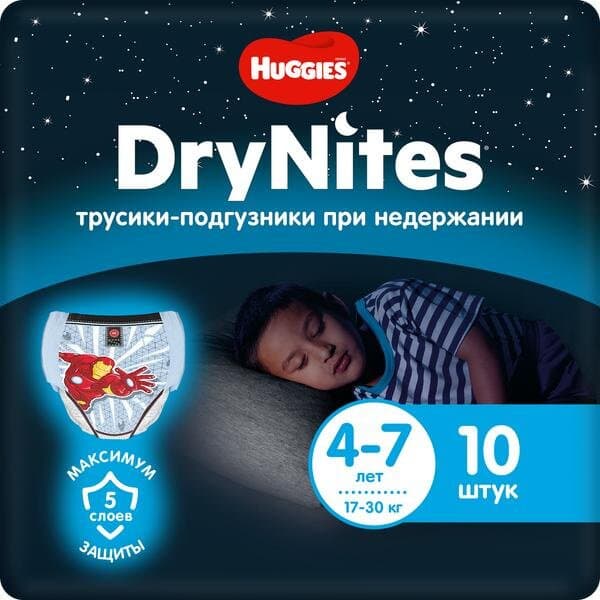 HUGGIES
DryNites
трусики-подгузники при недержании
4-7
лет
17-30 кг
10
штук
МАКСИМУМ
5
слоев
ЗАЩИТЫ